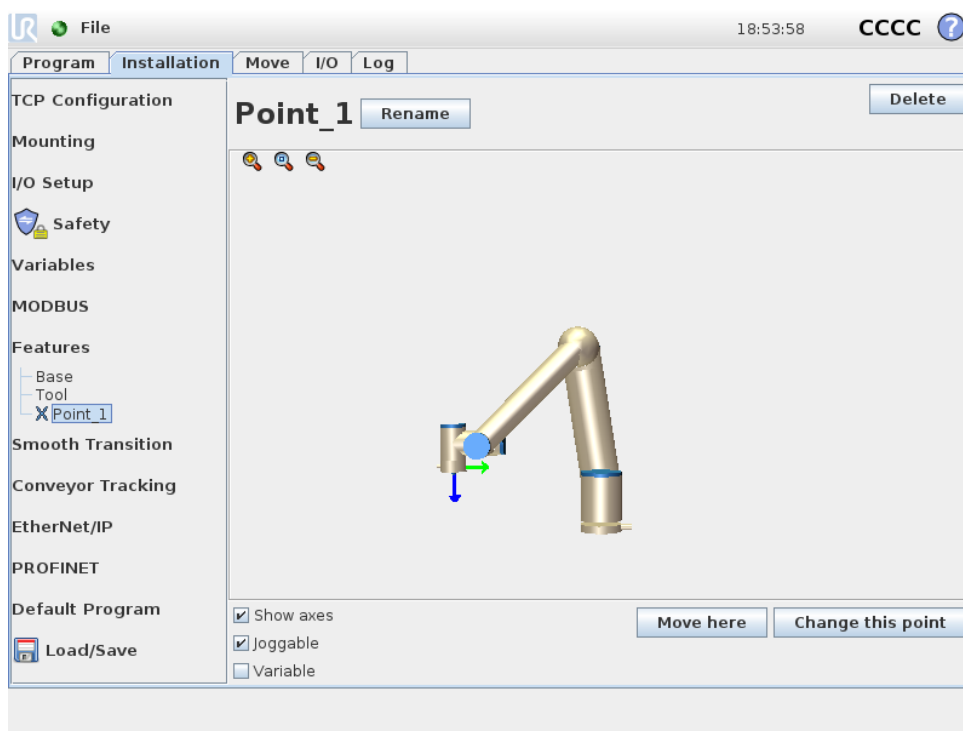 UR File 18:53:58 CCCC ?
Program Installation Move I/O Log
TCP Configuration
Point_1 Rename Delete
Mounting
I/O Setup
Safety
Variables
MODBUS
Features
Base
Tool
Point_1
Smooth Transition
Conveyor Tracking
EtherNet/IP
PROFINET
Default Program
Load/Save
Show axes
Joggable
Variable
Move here Change this point